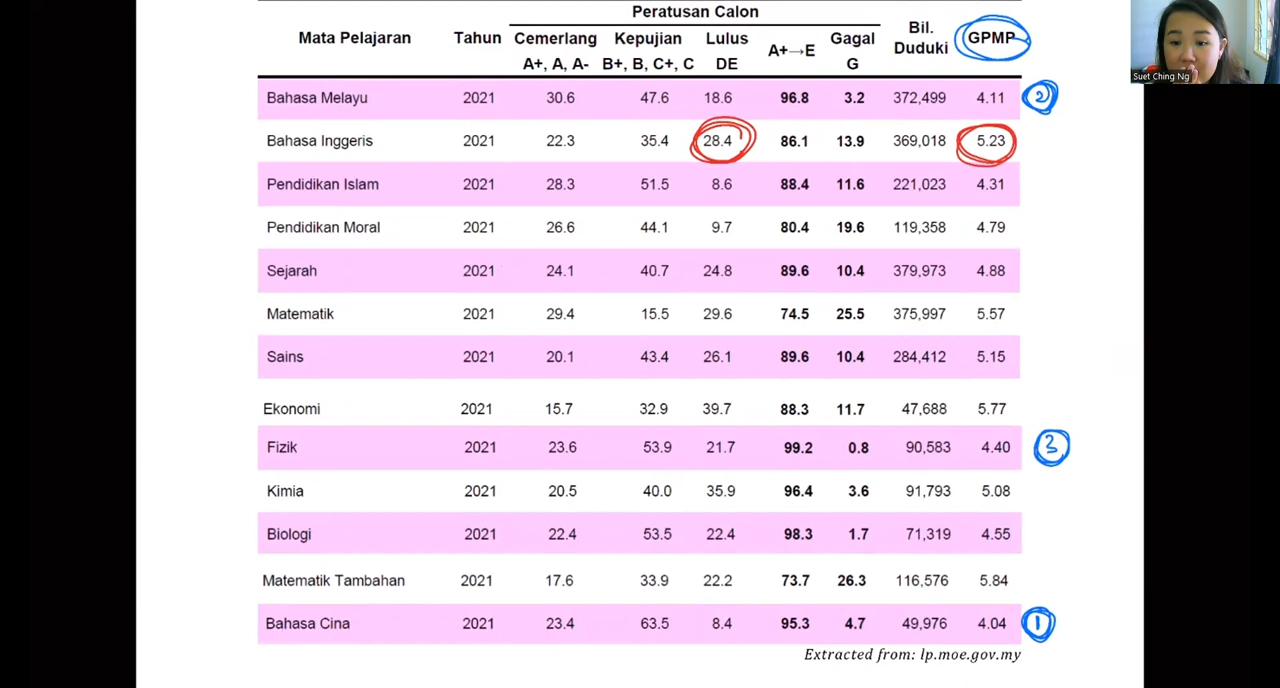 Peratusan Calon
Mata Pelajaran Tahun Cemerlang A+, A, A- Kepujian B+, B, C+, C Lulus DE A+→E Gagal G Bil. Duduki GPMP
Suet Ching Ng
Bahasa Melayu 2021 30.6 47.6 18.6 96.8 3.2 372,499 4.11 2
Bahasa Inggeris 2021 22.3 35.4 28.4 86.1 13.9 369,018 5.23
Pendidikan Islam 2021 28.3 51.5 8.6 88.4 11.6 221,023 4.31
Pendidikan Moral 2021 26.6 44.1 9.7 80.4 19.6 119,358 4.79
Sejarah 2021 24.1 40.7 24.8 89.6 10.4 379,973 4.88
Matematik 2021 29.4 15.5 29.6 74.5 25.5 375,997 5.57
Sains 2021 20.1 43.4 26.1 89.6 10.4 284,412 5.15
Ekonomi 2021 15.7 32.9 39.7 88.3 11.7 47,688 5.77
Fizik 2021 23.6 53.9 21.7 99.2 0.8 90,583 4.40 3
Kimia 2021 20.5 40.0 35.9 96.4 3.6 91,793 5.08
Biologi 2021 22.4 53.5 22.4 98.3 1.7 71,319 4.55
Matematik Tambahan 2021 17.6 33.9 22.2 73.7 26.3 116,576 5.84
Bahasa Cina 2021 23.4 63.5 8.4 95.3 4.7 49,976 4.04 1
Extracted from: lp.moe.gov.my